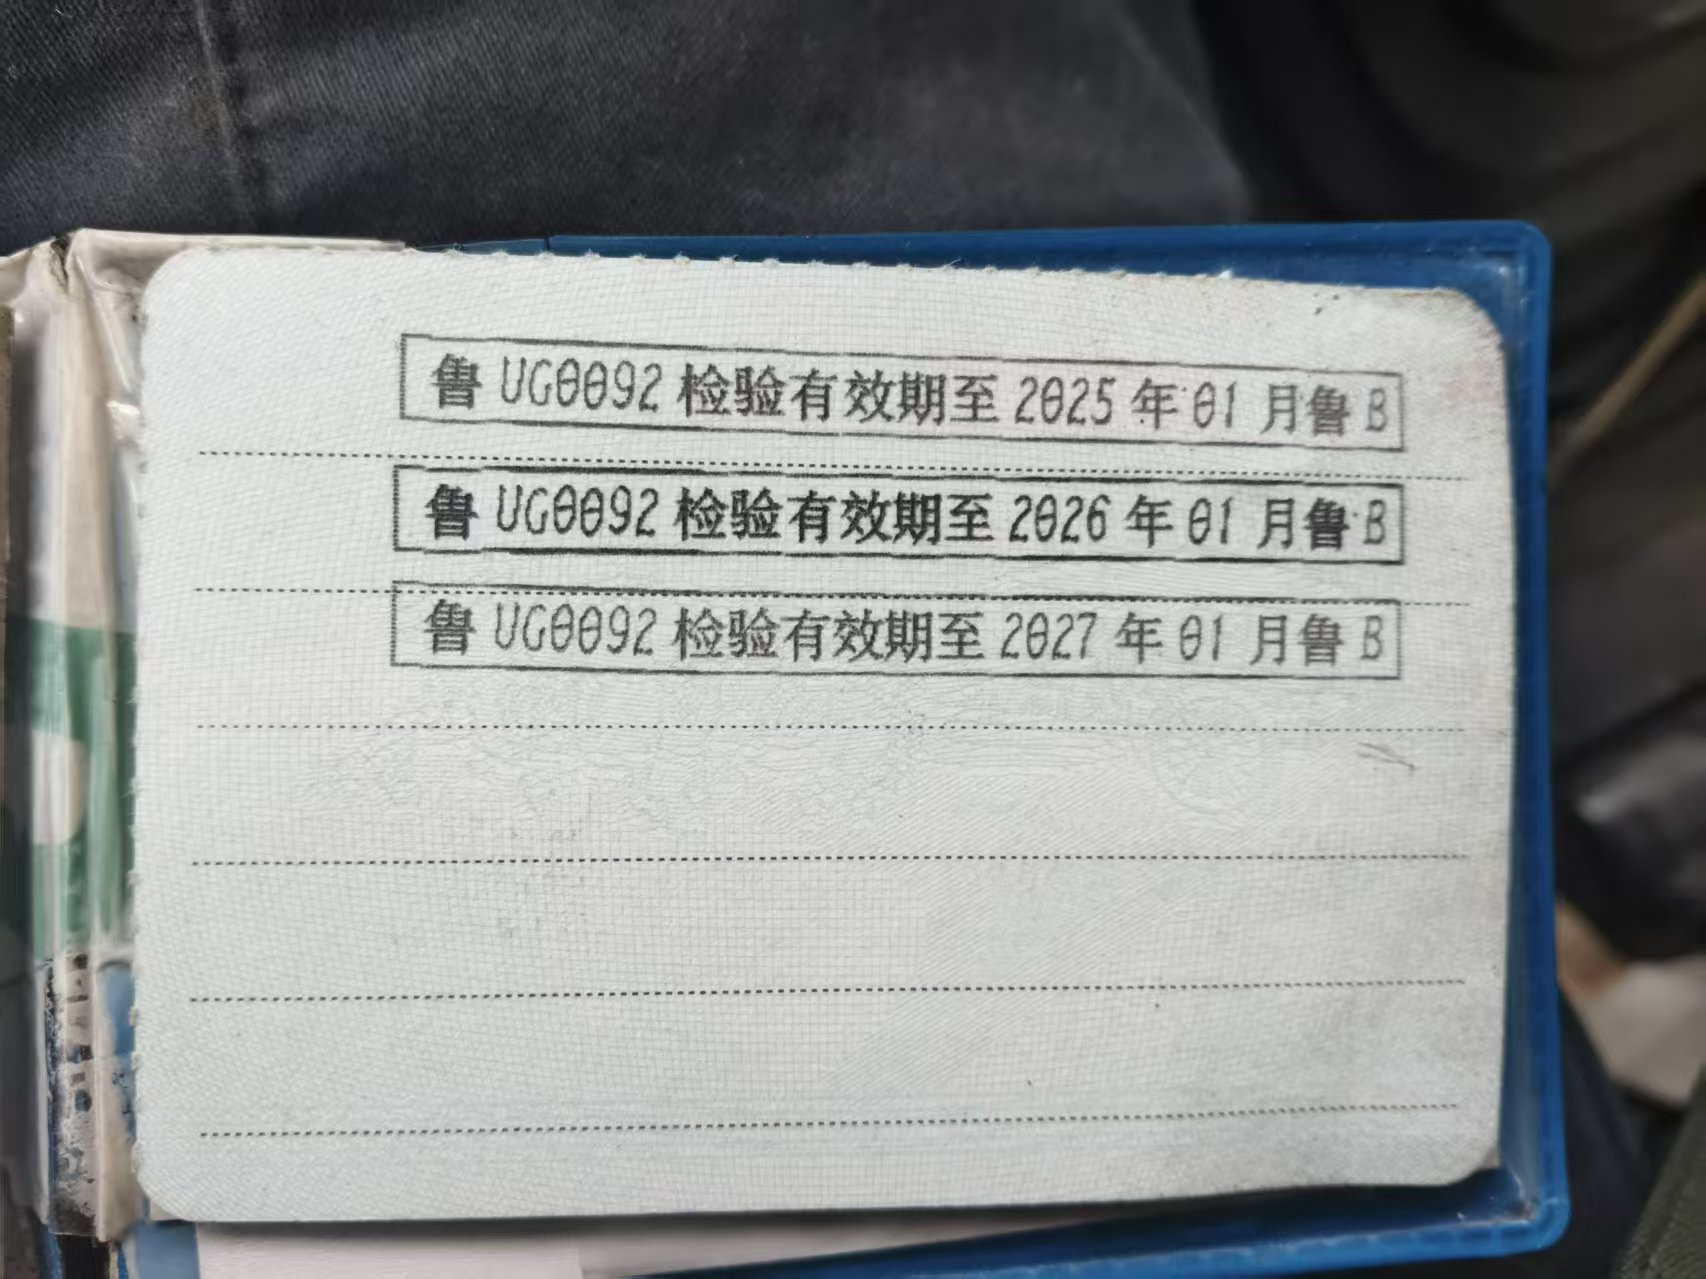 鲁 UG0092 检验有效期至 2025 年 01 月鲁 B
鲁 UG0092 检验有效期至 2026 年 01 月鲁 B
鲁 UG0092 检验有效期至 2027 年 01 月鲁 B